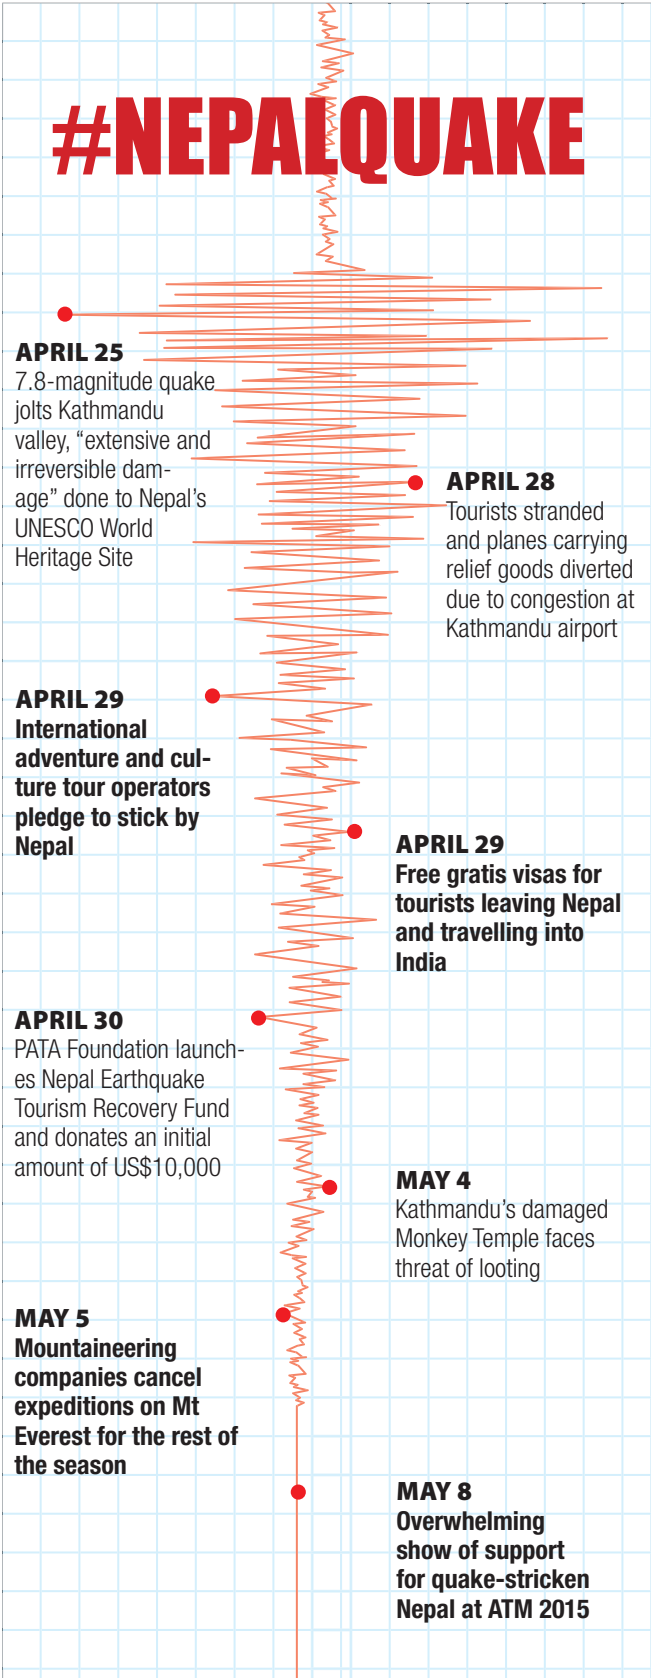 #NEPALQUAKE
APRIL 25
7.8-magnitude quake
jolts Kathmandu
valley, “extensive and
irreversible dam-
age” done to Nepal’s
UNESCO World
Heritage Site
APRIL 28
Tourists stranded
and planes carrying
relief goods diverted
due to congestion at
Kathmandu airport
APRIL 29
International
adventure and cul-
ture tour operators
pledge to stick by
Nepal
APRIL 29
Free gratis visas for
tourists leaving Nepal
and travelling into
India
APRIL 30
PATA Foundation launch-
es Nepal Earthquake
Tourism Recovery Fund
and donates an initial
amount of US$10,000
MAY 4
Kathmandu’s damaged
Monkey Temple faces
threat of looting
MAY 5
Mountaineering
companies cancel
expeditions on Mt
Everest for the rest of
the season
MAY 8
Overwhelming
show of support
for quake-stricken
Nepal at ATM 2015